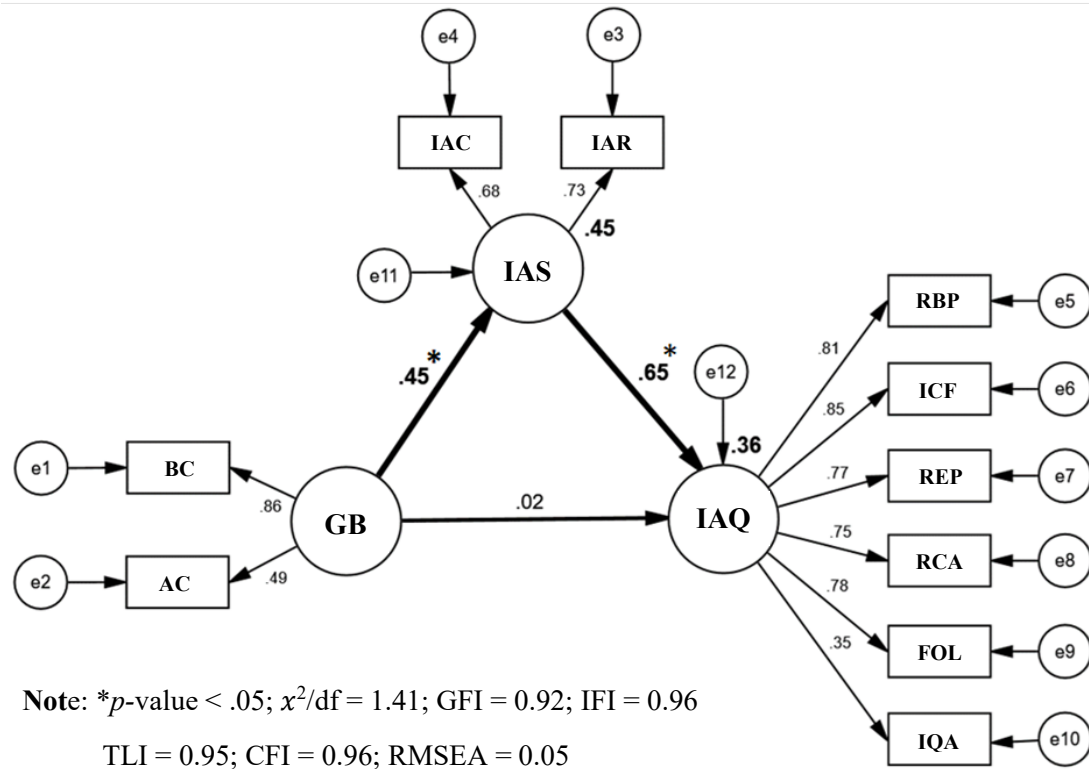 e4
e3
IAC
IAR
.68
.73
.45
IAS
e11
RBP
e5
.81
.45*
.65*
e12
ICF
e6
.85
.36
e1
BC
REP
e7
.77
.86
GB
.02
IAQ
.75
RCA
e8
e2
AC
.49
.78
FOL
e9
.35
IQA
e10
Note: *p-value < .05; x²/df = 1.41; GFI = 0.92; IFI = 0.96
TLI = 0.95; CFI = 0.96; RMSEA = 0.05